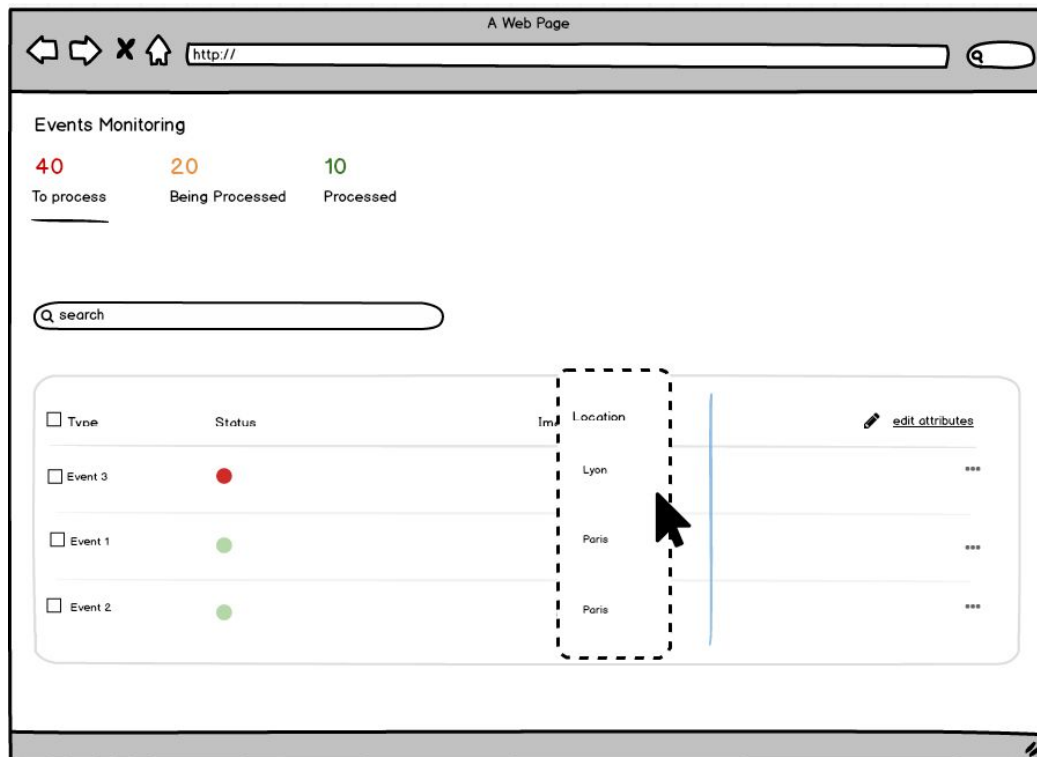 A Web Page
http://
Events Monitoring
40 20 10
To process Being Processed Processed
search
Type Status Location edit attributes
Event 3 Lyon
Event 1 Paris
Event 2 Paris